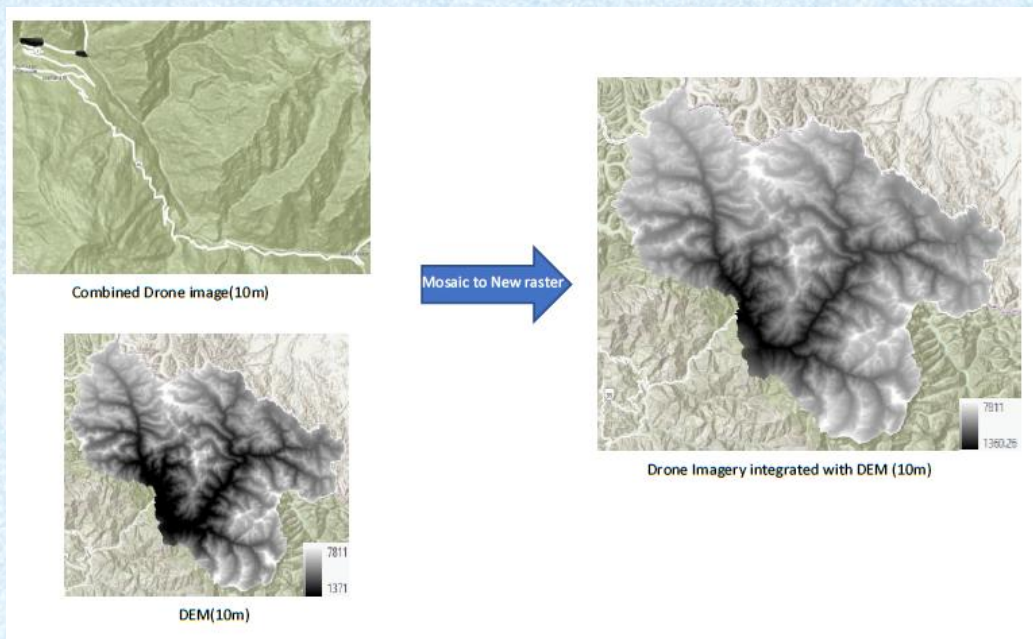 Combined Drone image(10m)
Mosaic to New raster
7811
1371
DEM(10m)
7811
1360.26
Drone Imagery integrated with DEM (10m)